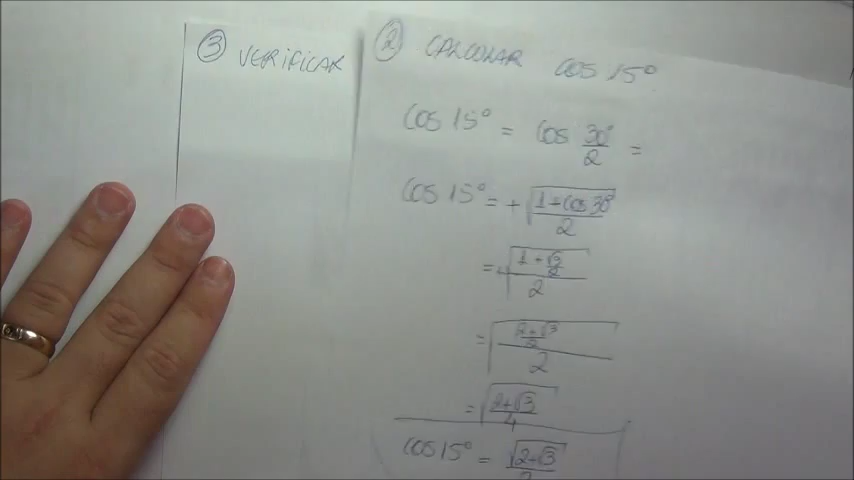 ③ VERIFICAR
② CALCULAR cos 15°
cos 15° = cos 30°/2 =
cos 15° = +√((1+cos 30°)/2)
= +√((1+√3/2)/2)
= √(((2+√3)/2)/2)
= √((2+√3)/4)
cos 15° = √(2+√3)/2